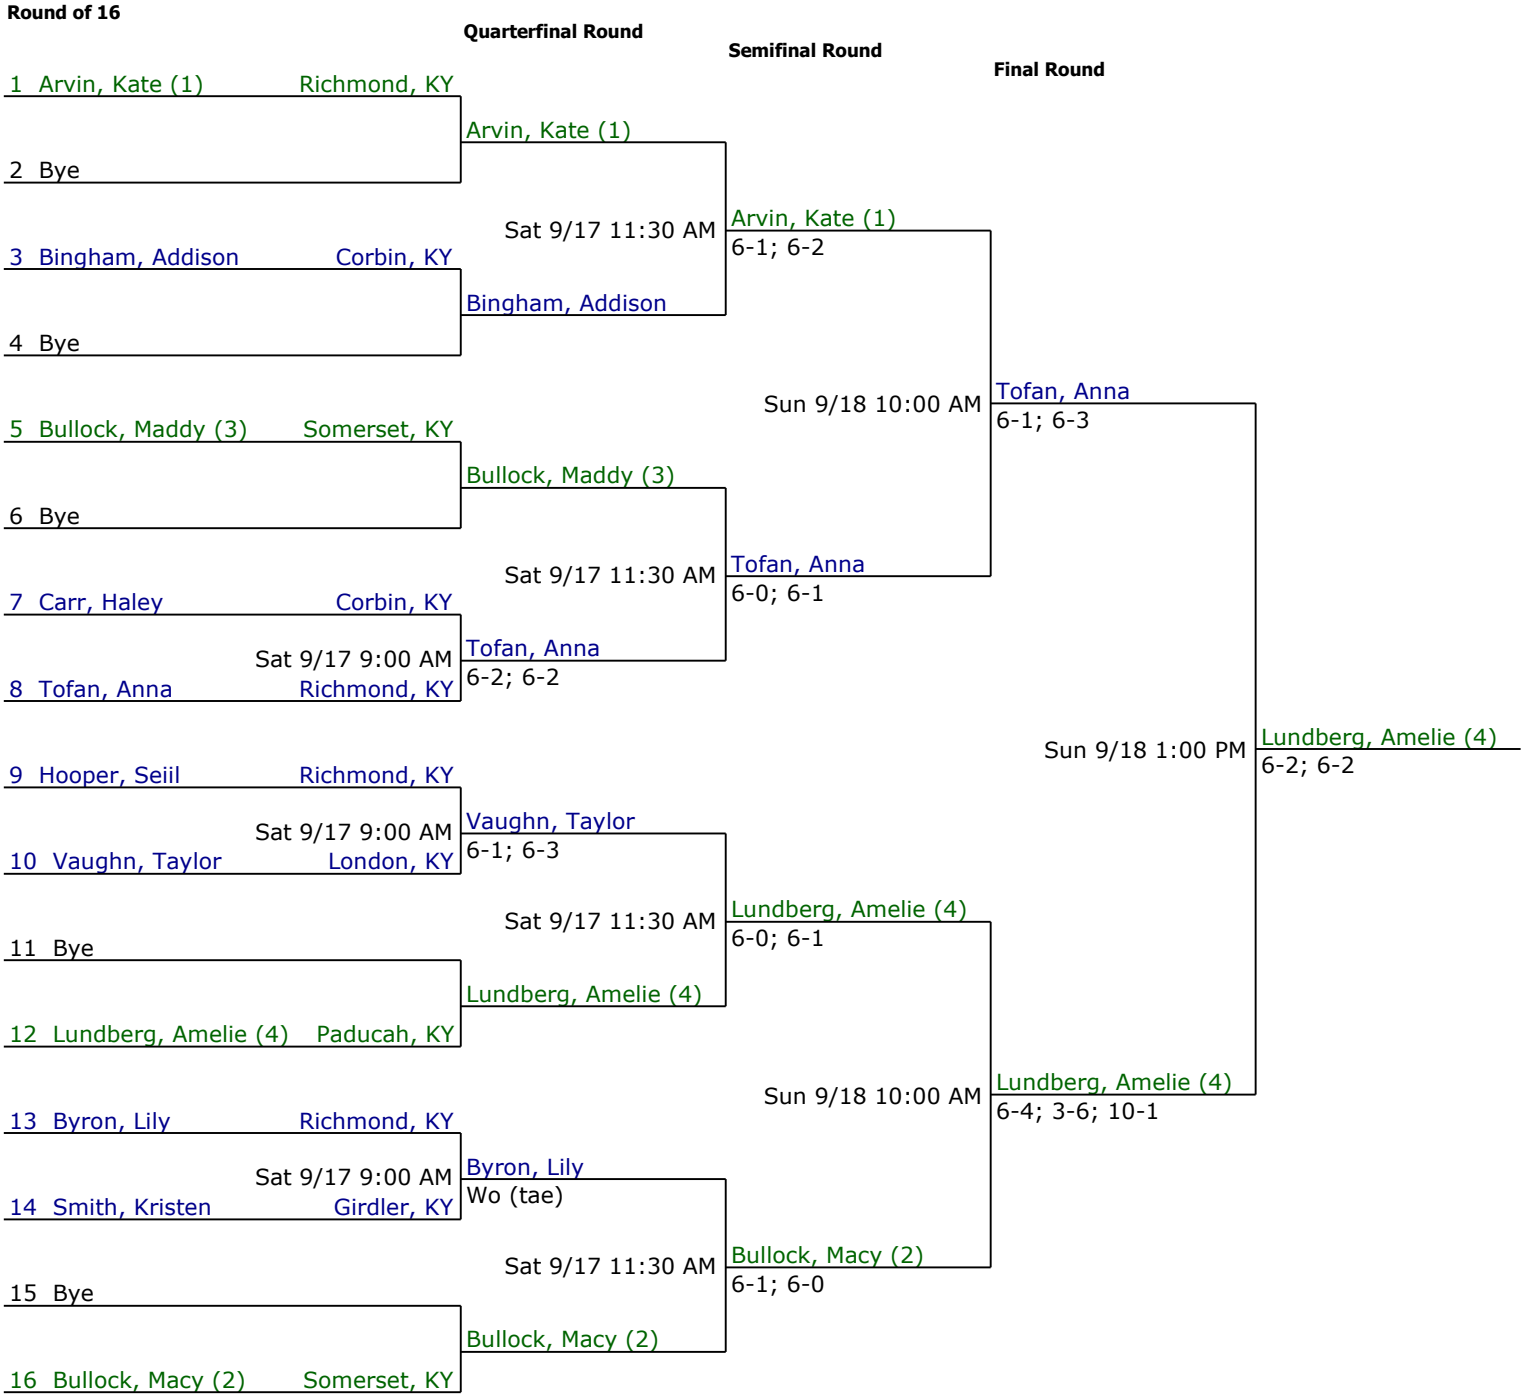 Round of 16
Quarterfinal Round
Semifinal Round
Final Round
1 Arvin, Kate (1) Richmond, KY
Arvin, Kate (1)
2 Bye
Sat 9/17 11:30 AM
Arvin, Kate (1)
6-1; 6-2
3 Bingham, Addison Corbin, KY
Bingham, Addison
4 Bye
Sun 9/18 10:00 AM
Tofan, Anna
6-1; 6-3
5 Bullock, Maddy (3) Somerset, KY
Bullock, Maddy (3)
6 Bye
Sat 9/17 11:30 AM
Tofan, Anna
6-0; 6-1
7 Carr, Haley Corbin, KY
Sat 9/17 9:00 AM
Tofan, Anna
6-2; 6-2
8 Tofan, Anna Richmond, KY
Sun 9/18 1:00 PM
Lundberg, Amelie (4)
6-2; 6-2
9 Hooper, Seiil Richmond, KY
Sat 9/17 9:00 AM
Vaughn, Taylor
6-1; 6-3
10 Vaughn, Taylor London, KY
Sat 9/17 11:30 AM
Lundberg, Amelie (4)
6-0; 6-1
11 Bye
Lundberg, Amelie (4)
12 Lundberg, Amelie (4) Paducah, KY
Sun 9/18 10:00 AM
Lundberg, Amelie (4)
6-4; 3-6; 10-1
13 Byron, Lily Richmond, KY
Sat 9/17 9:00 AM
Byron, Lily
Wo (tae)
14 Smith, Kristen Girdler, KY
Sat 9/17 11:30 AM
Bullock, Macy (2)
6-1; 6-0
15 Bye
Bullock, Macy (2)
16 Bullock, Macy (2) Somerset, KY